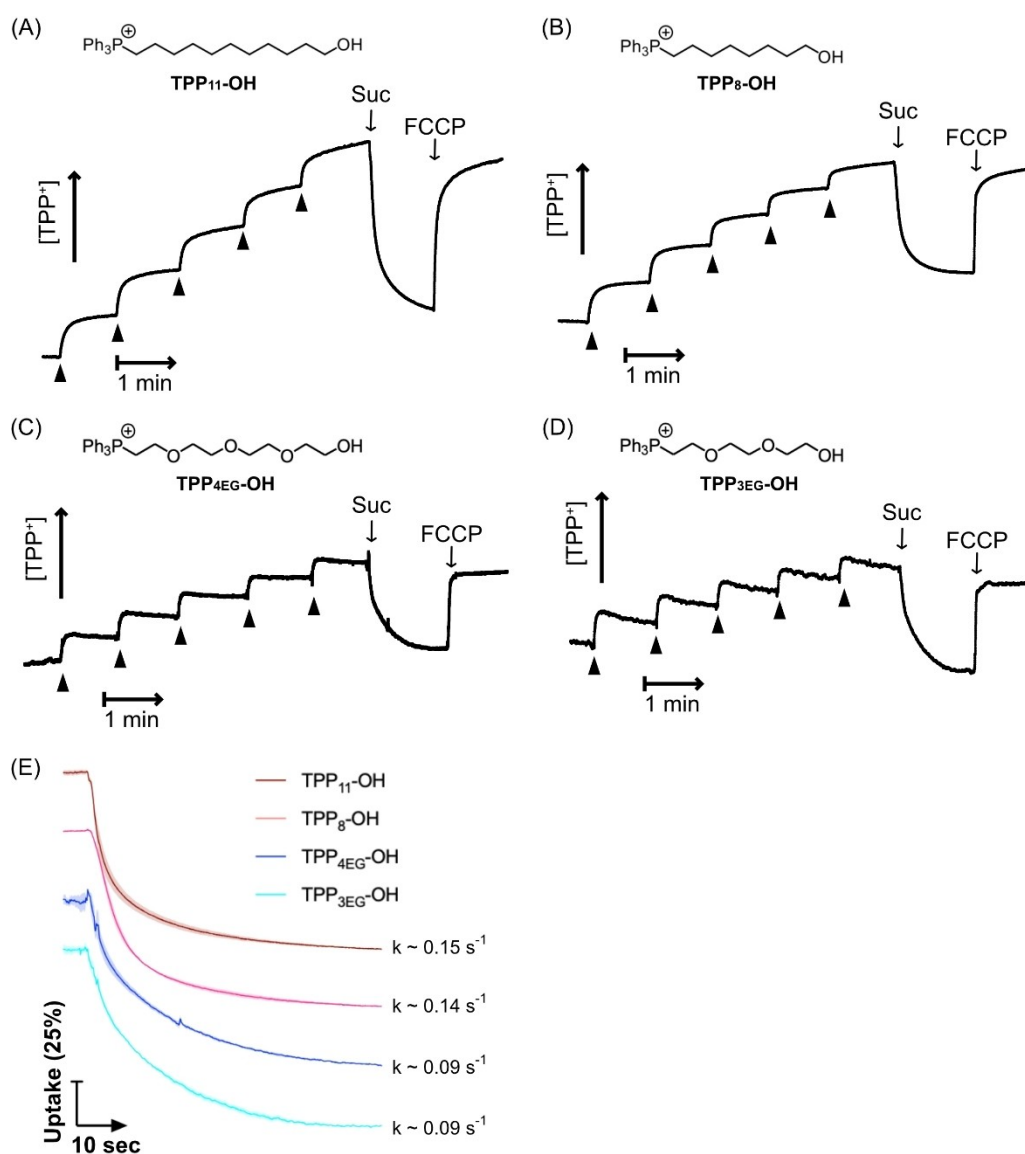 (A)
⊕
Ph₃P
OH
TPP₁₁-OH
Suc
FCCP
[TPP⁺]
1 min
(B)
⊕
Ph₃P
OH
TPP₈-OH
Suc
FCCP
[TPP⁺]
1 min
(C)
⊕
Ph₃P
O
O
O
OH
TPP₄EG-OH
Suc
FCCP
[TPP⁺]
1 min
(D)
⊕
Ph₃P
O
O
OH
TPP₃EG-OH
Suc
FCCP
[TPP⁺]
1 min
(E)
TPP₁₁-OH
TPP₈-OH
TPP₄EG-OH
TPP₃EG-OH
k ~ 0.15 s⁻¹
k ~ 0.14 s⁻¹
k ~ 0.09 s⁻¹
k ~ 0.09 s⁻¹
Uptake (25%)
10 sec